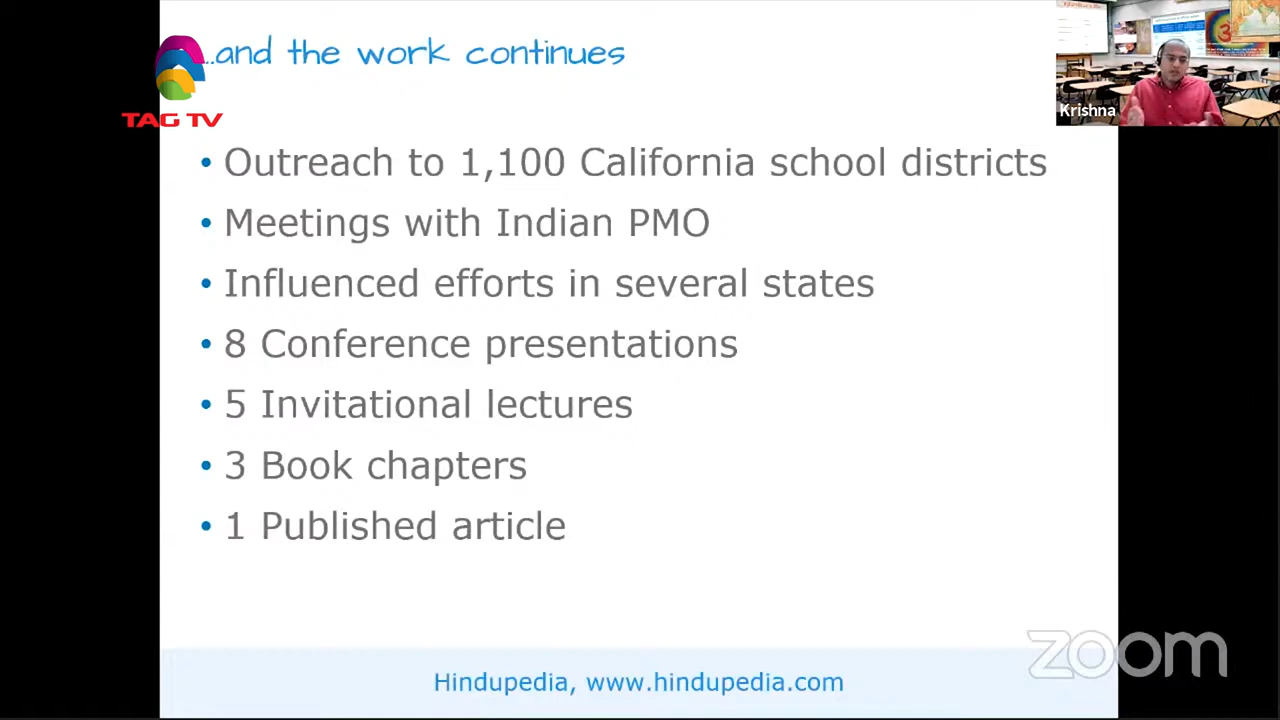 ...and the work continues
TAG TV
Krishna
• Outreach to 1,100 California school districts
• Meetings with Indian PMO
• Influenced efforts in several states
• 8 Conference presentations
• 5 Invitational lectures
• 3 Book chapters
• 1 Published article
zoom
Hindupedia, www.hindupedia.com